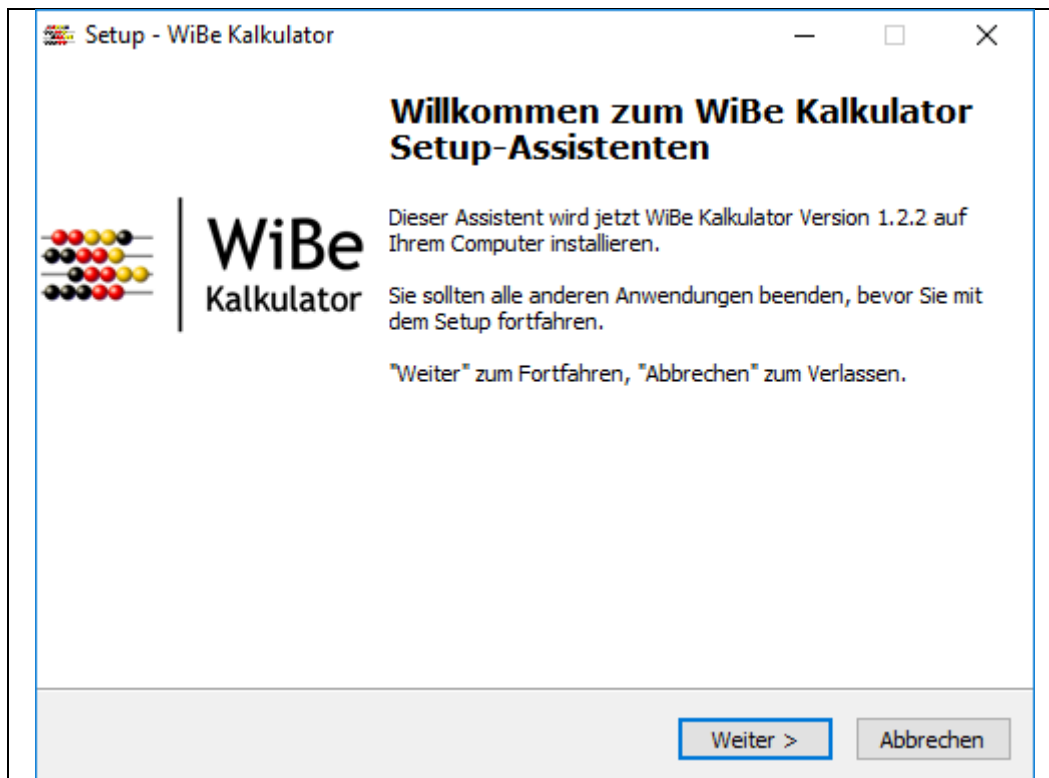 Setup - WiBe Kalkulator
Willkommen zum WiBe Kalkulator
Setup-Assistenten
WiBe
Kalkulator
Dieser Assistent wird jetzt WiBe Kalkulator Version 1.2.2 auf
Ihrem Computer installieren.
Sie sollten alle anderen Anwendungen beenden, bevor Sie mit
dem Setup fortfahren.
"Weiter" zum Fortfahren, "Abbrechen" zum Verlassen.
Weiter >
Abbrechen